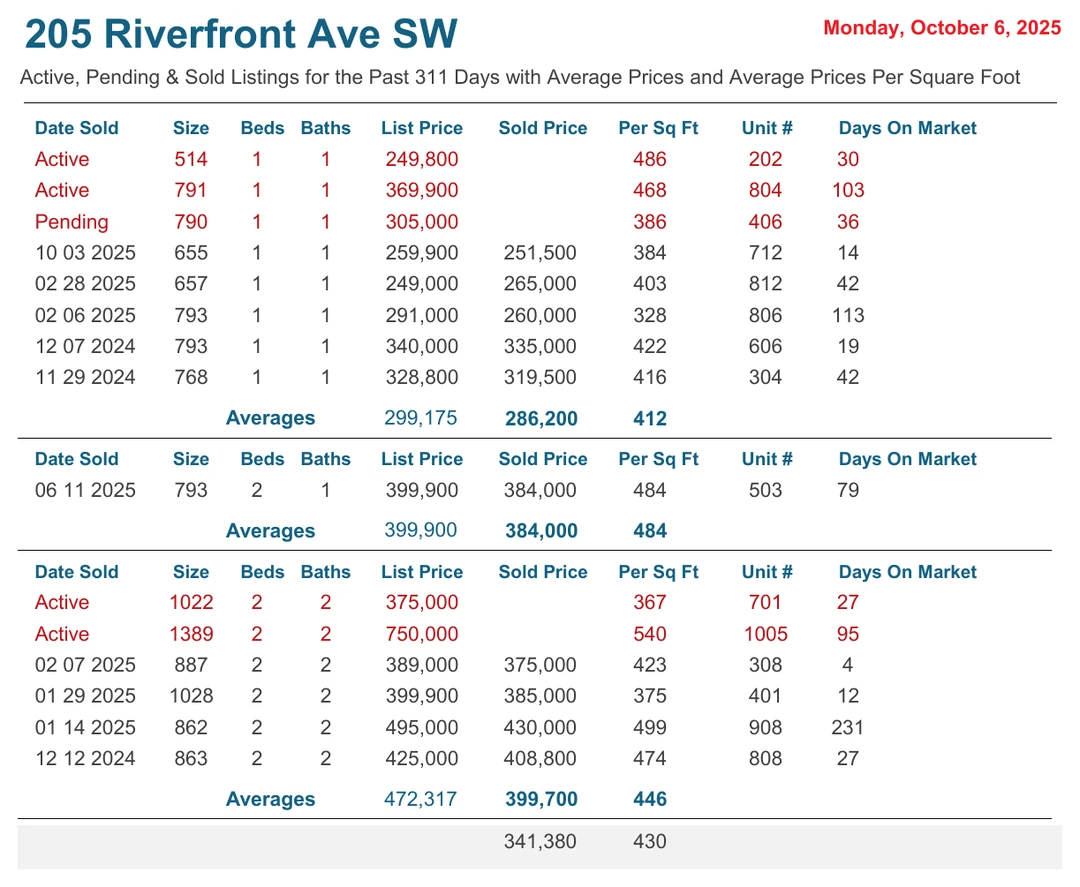 205 Riverfront Ave SW
Monday, October 6, 2025
Active, Pending & Sold Listings for the Past 311 Days with Average Prices and Average Prices Per Square Foot
Date Sold Size Beds Baths List Price Sold Price Per Sq Ft Unit # Days On Market
Active 514 1 1 249,800 486 202 30
Active 791 1 1 369,900 468 804 103
Pending 790 1 1 305,000 386 406 36
10 03 2025 655 1 1 259,900 251,500 384 712 14
02 28 2025 657 1 1 249,000 265,000 403 812 42
02 06 2025 793 1 1 291,000 260,000 328 806 113
12 07 2024 793 1 1 340,000 335,000 422 606 19
11 29 2024 768 1 1 328,800 319,500 416 304 42
Averages 299,175 286,200 412
Date Sold Size Beds Baths List Price Sold Price Per Sq Ft Unit # Days On Market
06 11 2025 793 2 1 399,900 384,000 484 503 79
Averages 399,900 384,000 484
Date Sold Size Beds Baths List Price Sold Price Per Sq Ft Unit # Days On Market
Active 1022 2 2 375,000 367 701 27
Active 1389 2 2 750,000 540 1005 95
02 07 2025 887 2 2 389,000 375,000 423 308 4
01 29 2025 1028 2 2 399,900 385,000 375 401 12
01 14 2025 862 2 2 495,000 430,000 499 908 231
12 12 2024 863 2 2 425,000 408,800 474 808 27
Averages 472,317 399,700 446
341,380 430